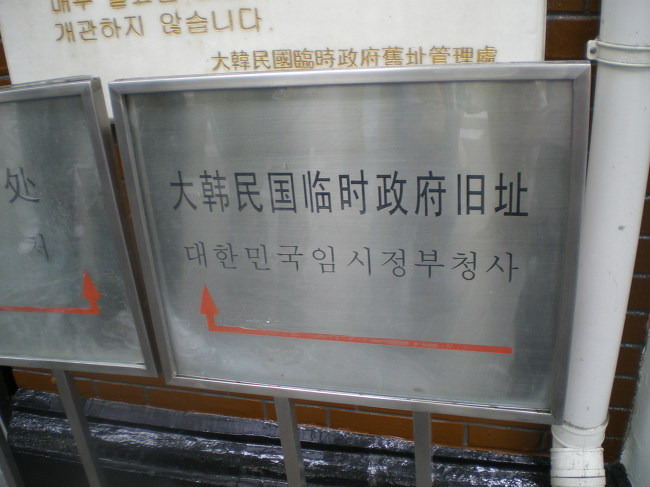 개관하지 않습니다.
大韓民國臨時政府舊址管理處
处
大韩民国临时政府旧址
대한민국임시정부청사